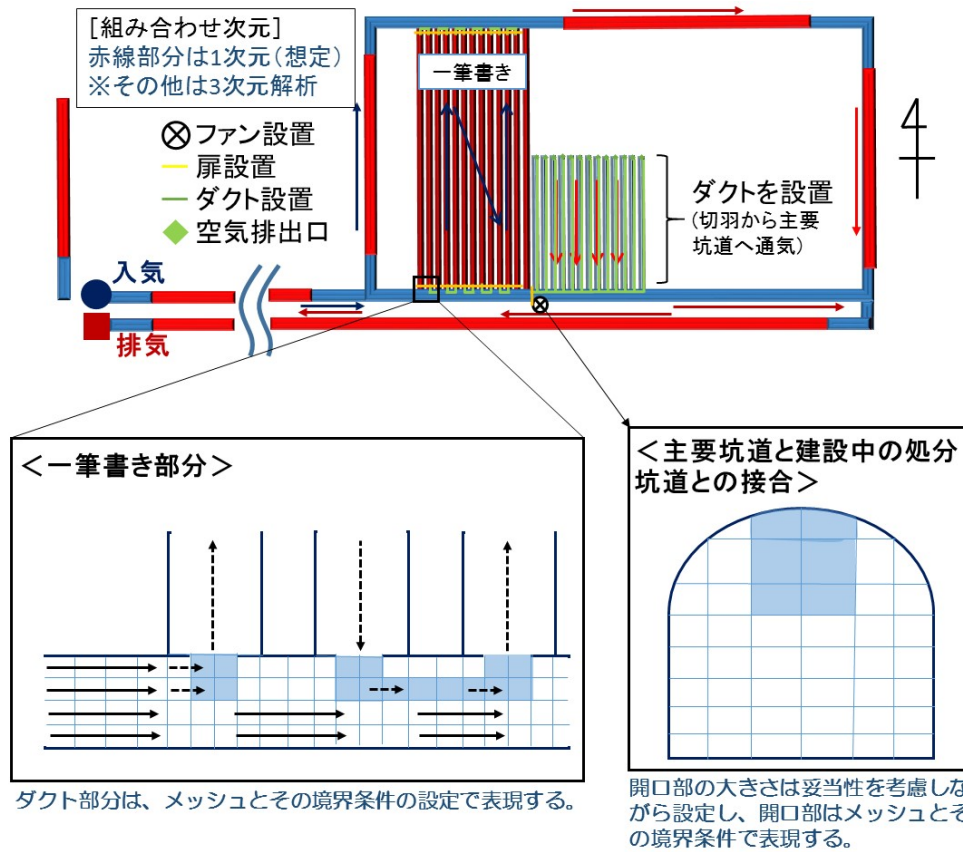 [組み合わせ次元]
赤線部分は1次元(想定)
※その他は3次元解析
ファン設置
扉設置
ダクト設置
空気排出口
一筆書き
ダクトを設置
(切羽から主要
坑道へ通気)
入気
排気
<一筆書き部分>
ダクト部分は、メッシュとその境界条件の設定で表現する。
<主要坑道と建設中の処分
坑道との接合>
開口部の大きさは妥当性を考慮しな
がら設定し、開口部はメッシュとそ
の境界条件で表現する。